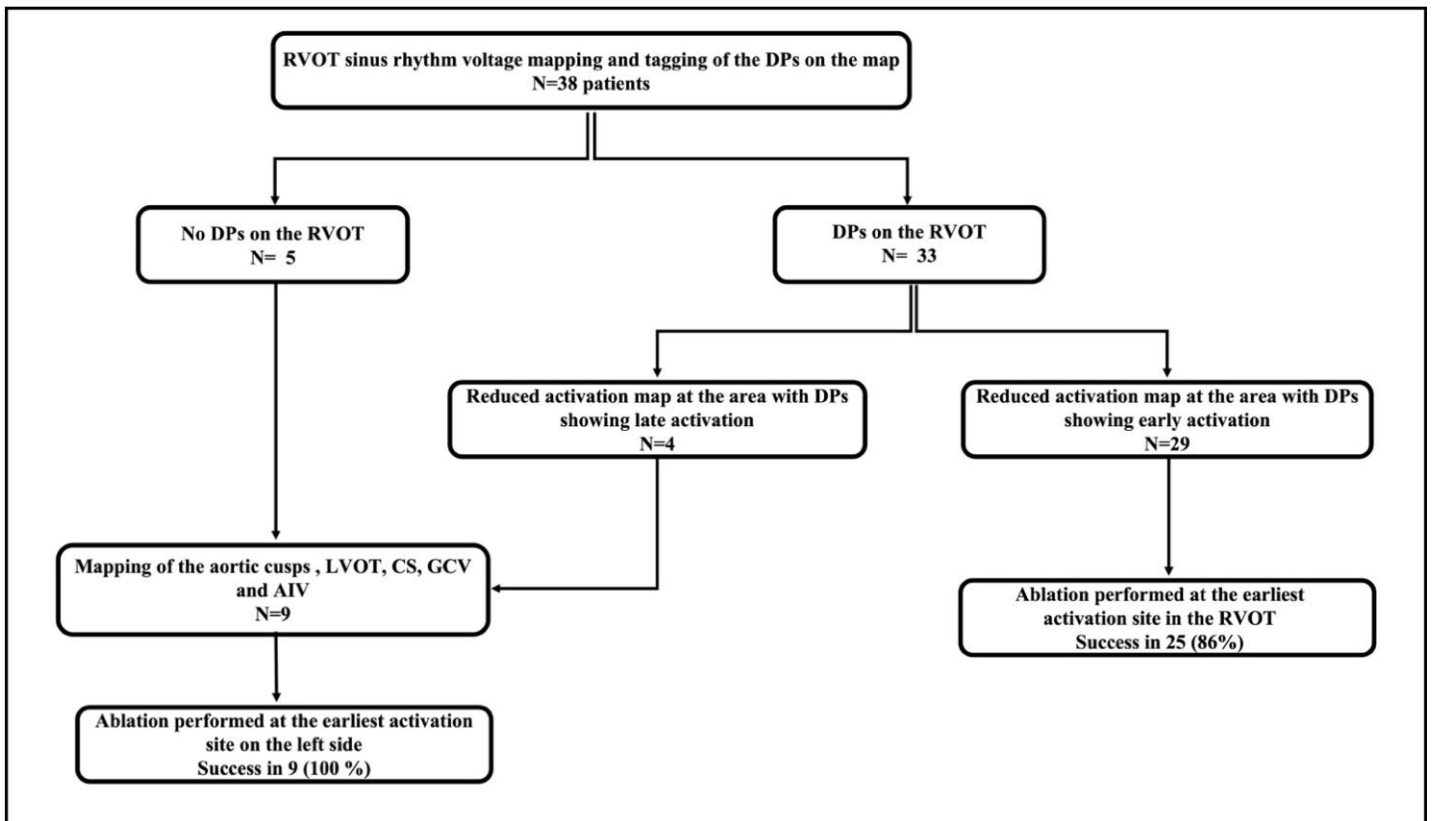 RVOT sinus rhythm voltage mapping and tagging of the DPs on the map
N=38 patients
No DPs on the RVOT
N= 5
DPs on the RVOT
N= 33
Reduced activation map at the area with DPs
showing late activation
N=4
Reduced activation map at the area with DPs
showing early activation
N=29
Mapping of the aortic cusps , LVOT, CS, GCV
and AIV
N=9
Ablation performed at the earliest
activation site in the RVOT
Success in 25 (86%)
Ablation performed at the earliest activation
site on the left side
Success in 9 (100 %)